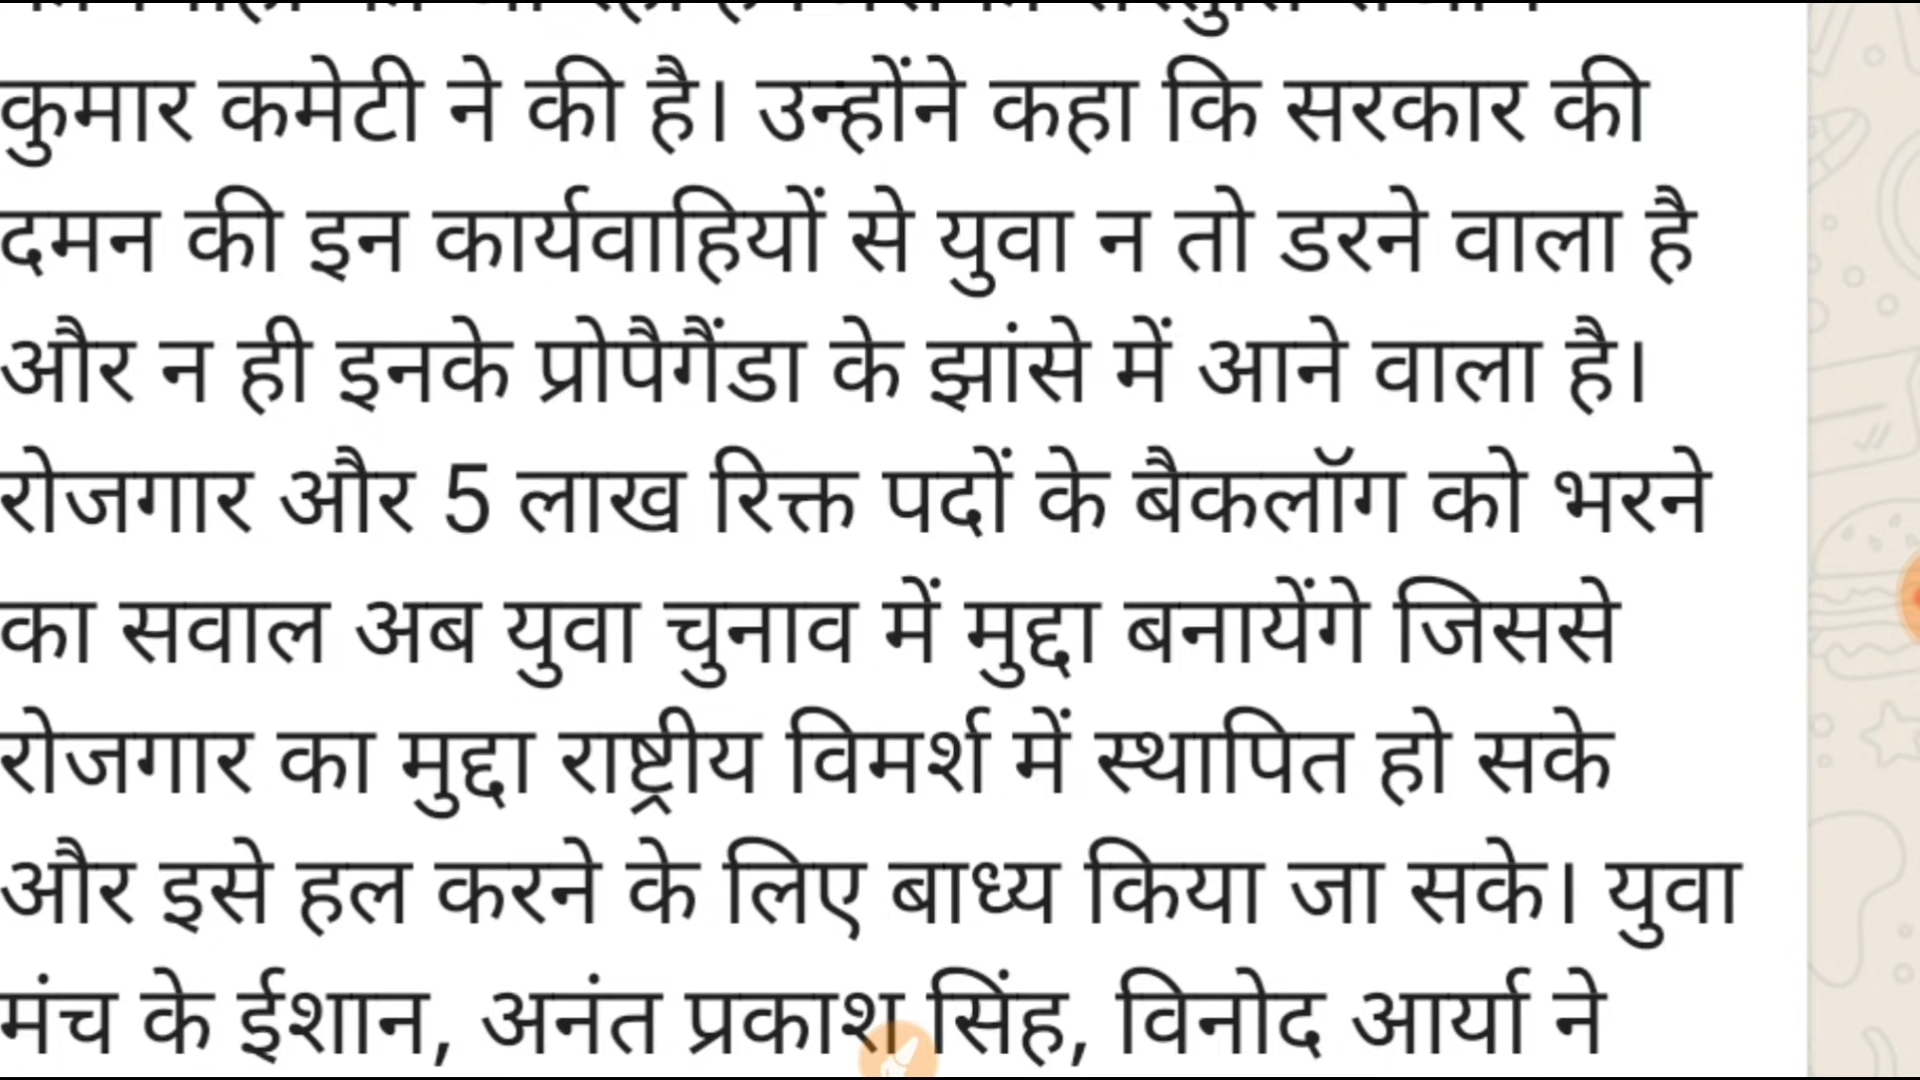 कुमार कमेटी ने की है। उन्होंने कहा कि सरकार की
दमन की इन कार्यवाहियों से युवा न तो डरने वाला है
और न ही इनके प्रोपैगैंडा के झांसे में आने वाला है।
रोजगार और 5 लाख रिक्त पदों के बैकलॉग को भरने
का सवाल अब युवा चुनाव में मुद्दा बनायेंगे जिससे
रोजगार का मुद्दा राष्ट्रीय विमर्श में स्थापित हो सके
और इसे हल करने के लिए बाध्य किया जा सके। युवा
मंच के ईशान, अनंत प्रकाश सिंह, विनोद आर्या ने